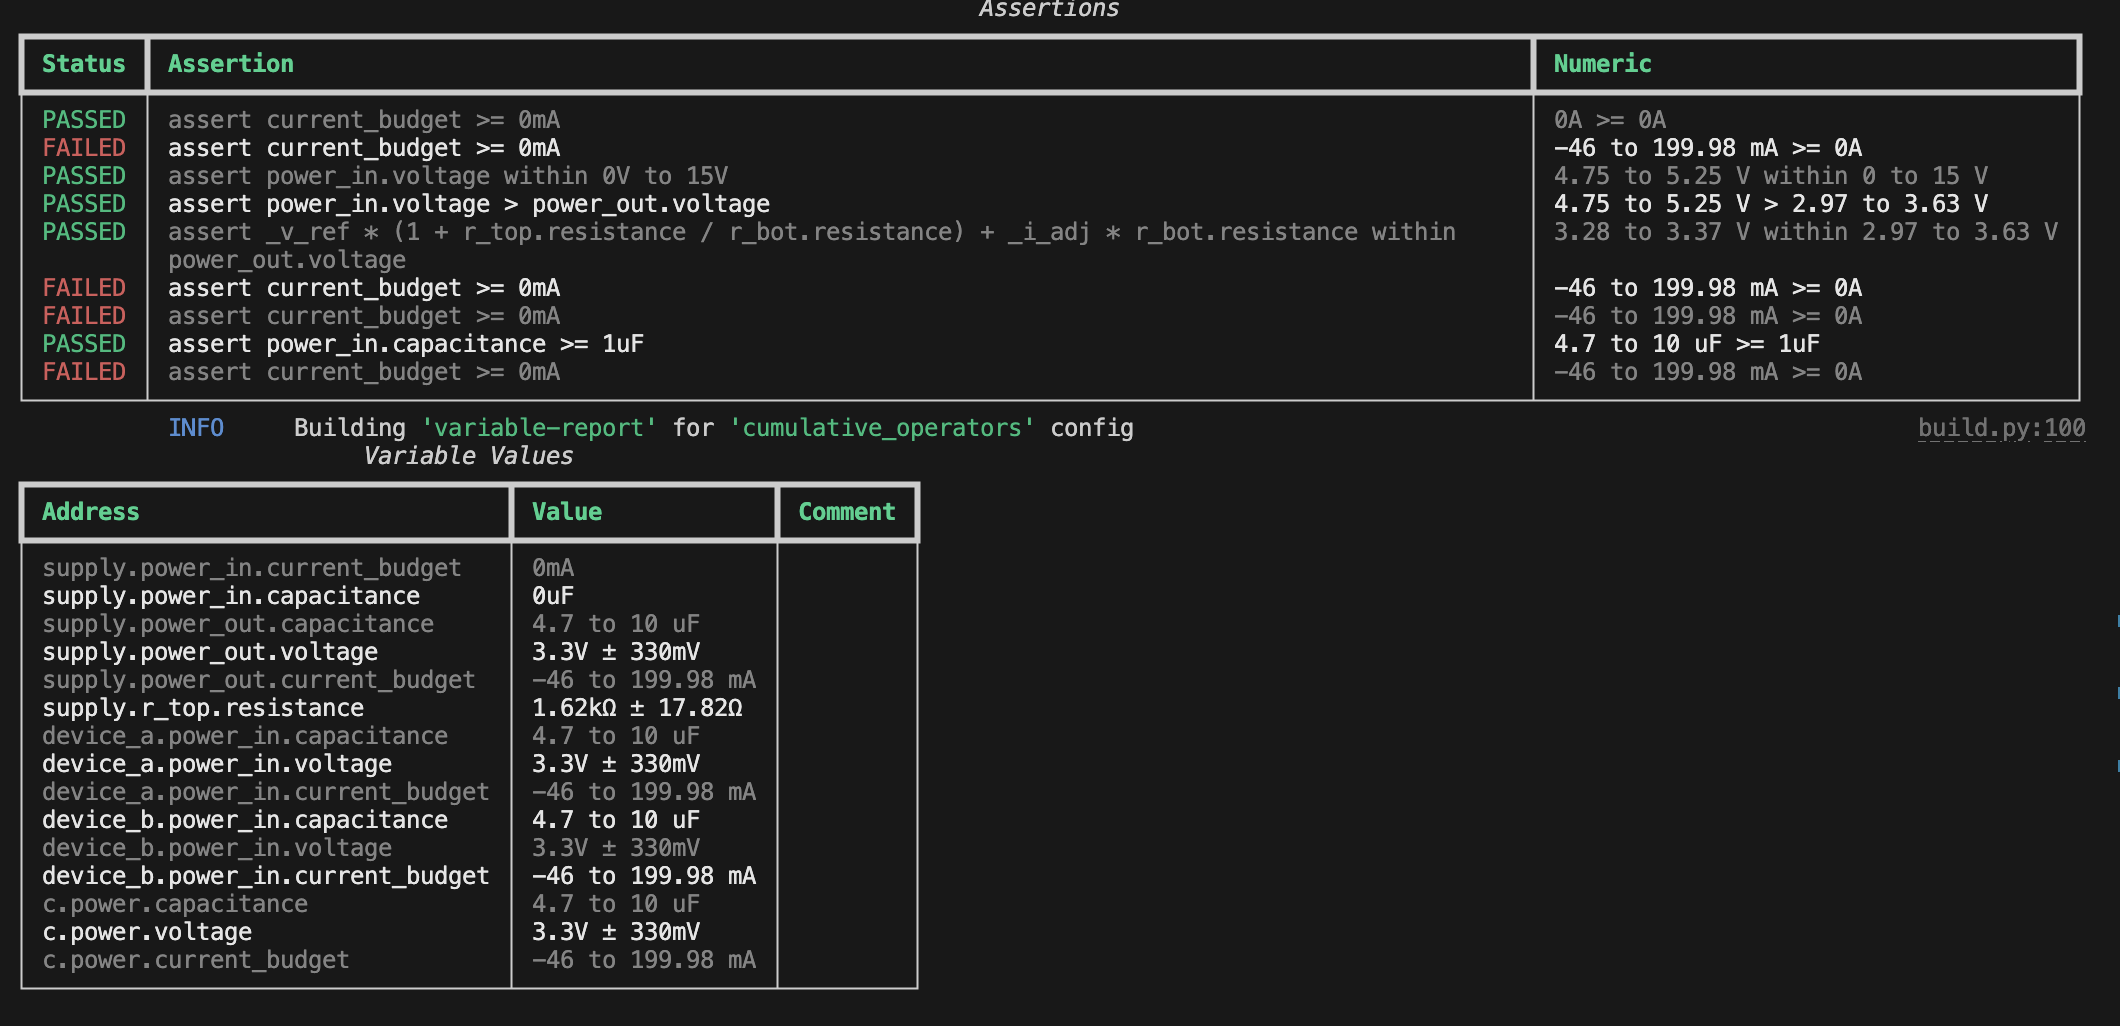 Assertions
Status Assertion Numeric
PASSED assert current_budget >= 0mA 0A >= 0A
FAILED assert current_budget >= 0mA −46 to 199.98 mA >= 0A
PASSED assert power_in.voltage within 0V to 15V 4.75 to 5.25 V within 0 to 15 V
PASSED assert power_in.voltage > power_out.voltage 4.75 to 5.25 V > 2.97 to 3.63 V
PASSED assert _v_ref * (1 + r_top.resistance / r_bot.resistance) + _i_adj * r_bot.resistance within 3.28 to 3.37 V within 2.97 to 3.63 V
power_out.voltage
FAILED assert current_budget >= 0mA −46 to 199.98 mA >= 0A
FAILED assert current_budget >= 0mA −46 to 199.98 mA >= 0A
PASSED assert power_in.capacitance >= 1uF 4.7 to 10 uF >= 1uF
FAILED assert current_budget >= 0mA −46 to 199.98 mA >= 0A
INFO Building 'variable-report' for 'cumulative_operators' config build.py:100
Variable Values
Address Value Comment
supply.power_in.current_budget 0mA
supply.power_in.capacitance 0uF
supply.power_out.capacitance 4.7 to 10 uF
supply.power_out.voltage 3.3V ± 330mV
supply.power_out.current_budget −46 to 199.98 mA
supply.r_top.resistance 1.62kΩ ± 17.82Ω
device_a.power_in.capacitance 4.7 to 10 uF
device_a.power_in.voltage 3.3V ± 330mV
device_a.power_in.current_budget −46 to 199.98 mA
device_b.power_in.capacitance 4.7 to 10 uF
device_b.power_in.voltage 3.3V ± 330mV
device_b.power_in.current_budget −46 to 199.98 mA
c.power.capacitance 4.7 to 10 uF
c.power.voltage 3.3V ± 330mV
c.power.current_budget −46 to 199.98 mA